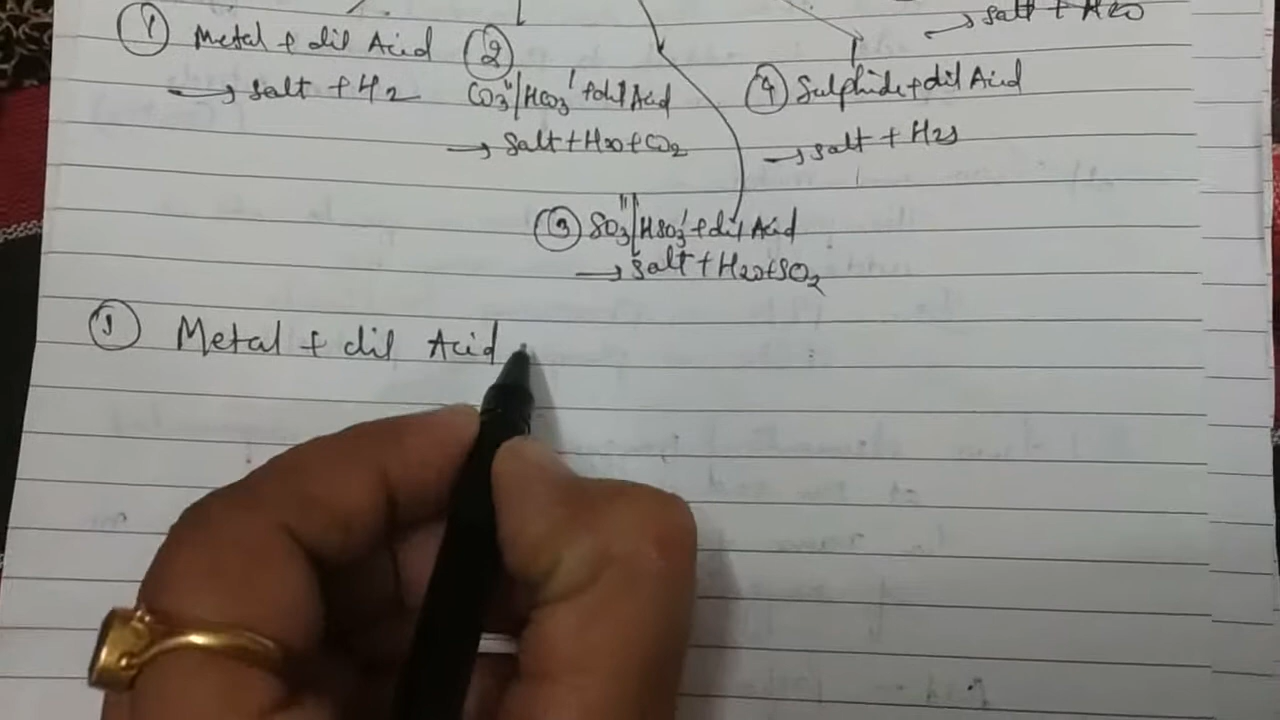 → salt + H2O
① Metal + dil Acid
→ salt + H2
②
CO3"/HCO3' + dil Acid
→ Salt + H2O + CO2
④ Sulphide + dil Acid
→ salt + H2S
③ SO3"/HSO3' + dil Acid
→ Salt + H2O + SO2
① Metal + dil Acid